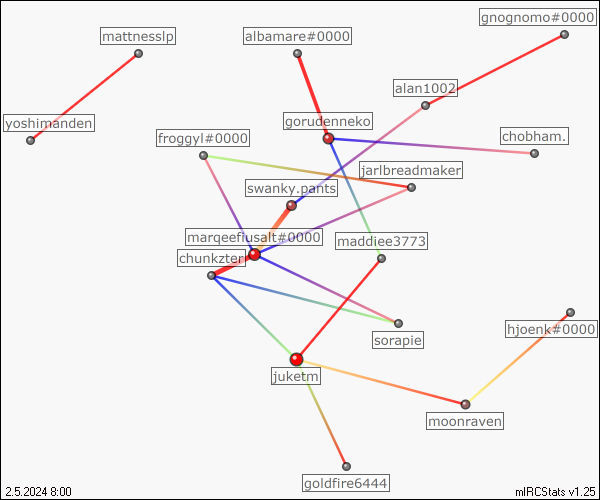 gnognomo#0000
mattnesslp
albamare#0000
alan1002
yoshimanden
gorudenneko
froggyl#0000
chobham.
jarlbreadmaker
swanky.pants
marqeefiusalt#0000
maddiee3773
chunkzter
sorapie
hjoenk#0000
juketm
moonraven
goldfire6444
2.5.2024 8:00
mIRCStats v1.25